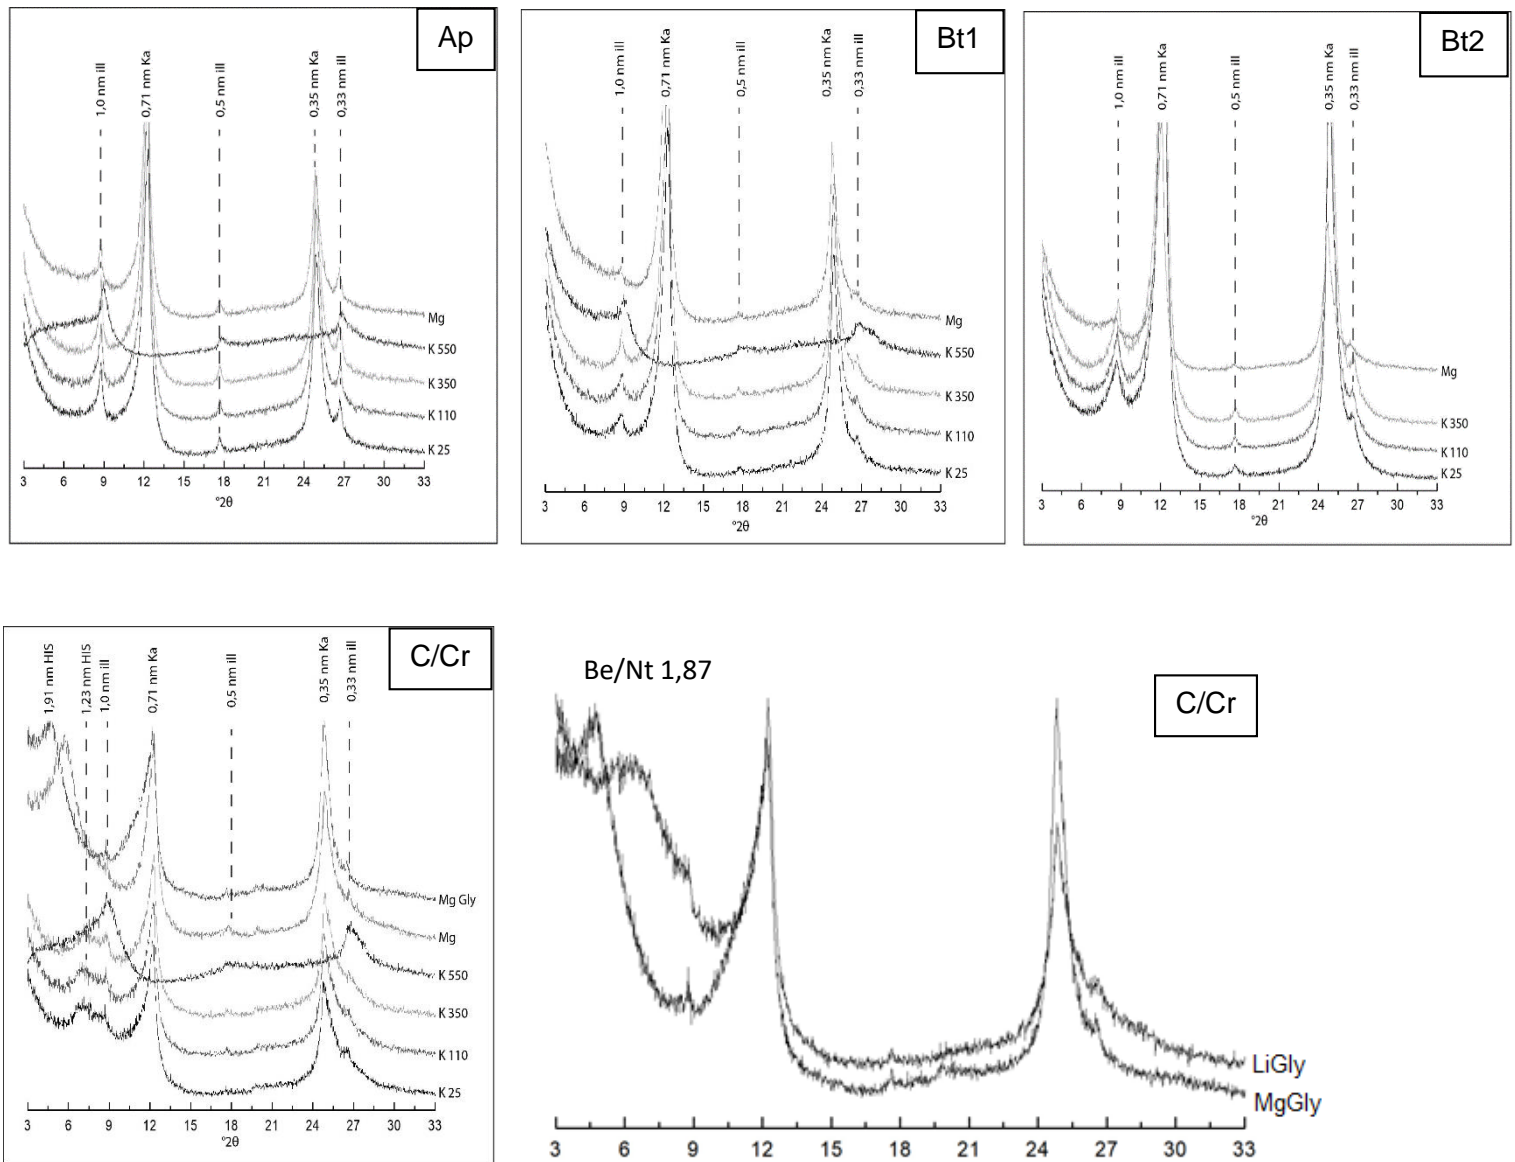 Ap
1,0 nm ill
0,71 nm Ka
0,5 nm ill
0,35 nm Ka
0,33 nm ill
Mg
K 550
K 350
K 110
K 25
3 6 9 12 15 18 21 24 27 30 33
°2θ
Bt1
1,0 nm ill
0,71 nm Ka
0,5 nm ill
0,35 nm Ka
0,33 nm ill
Mg
K 550
K 350
K 110
K 25
3 6 9 12 15 18 21 24 27 30 33
°2θ
Bt2
1,0 nm ill
0,71 nm Ka
0,5 nm ill
0,35 nm Ka
0,33 nm ill
Mg
K 350
K 110
K 25
3 6 9 12 15 18 21 24 27 30 33
°2θ
C/Cr
1,91 nm HIS
1,23 nm HIS
1,0 nm ill
0,71 nm Ka
0,5 nm ill
0,35 nm Ka
0,33 nm ill
Mg Gly
Mg
K 550
K 350
K 110
K 25
3 6 9 12 15 18 21 24 27 30 33
°2θ
Be/Nt 1,87
C/Cr
LiGly
MgGly
3 6 9 12 15 18 21 24 27 30 33